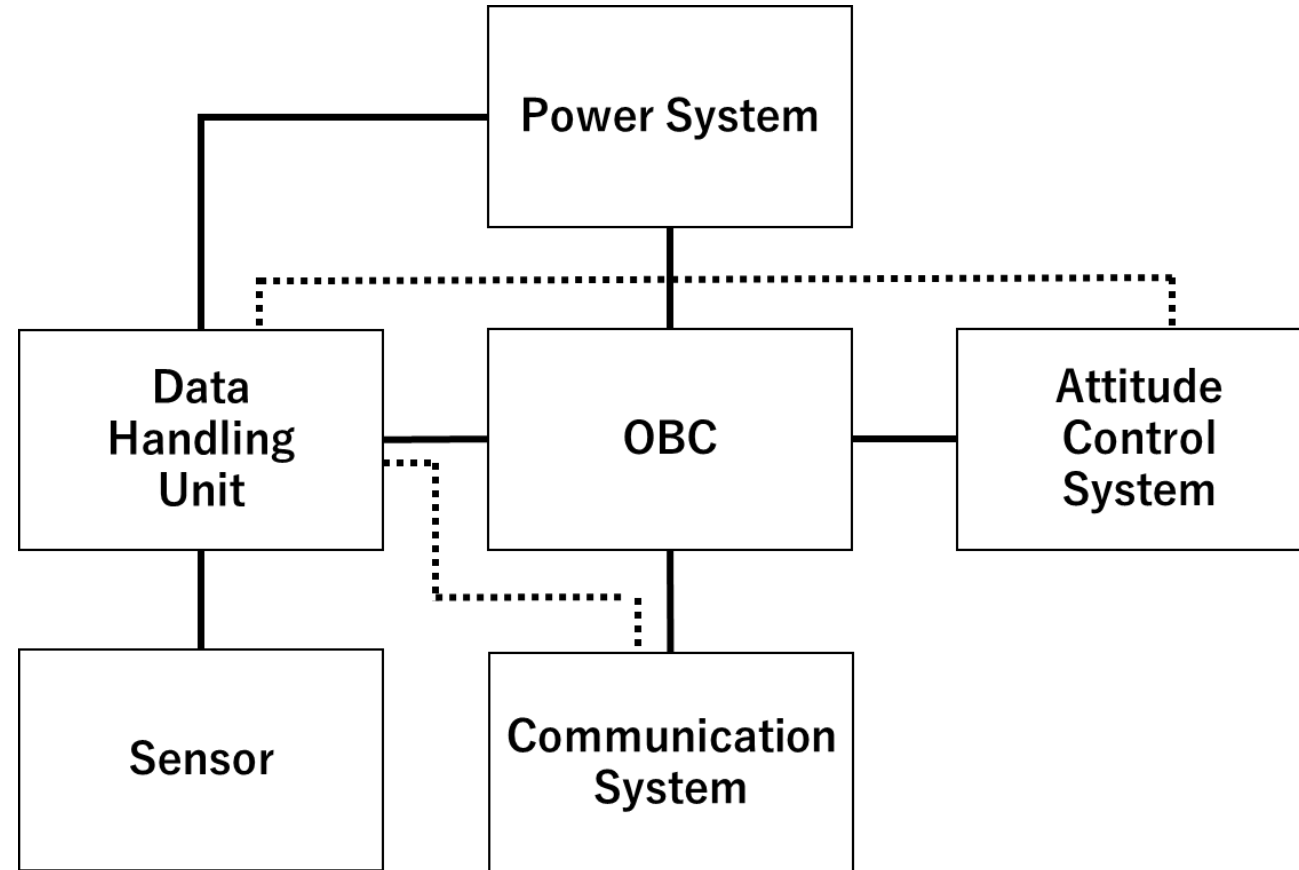 Power System
Data
Handling
Unit
OBC
Attitude
Control
System
Sensor
Communication
System